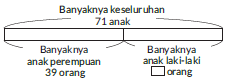 Banyaknya keseluruhan
71 anak
Banyaknya
anak perempuan
39 orang
Banyaknya
anak laki-laki
orang